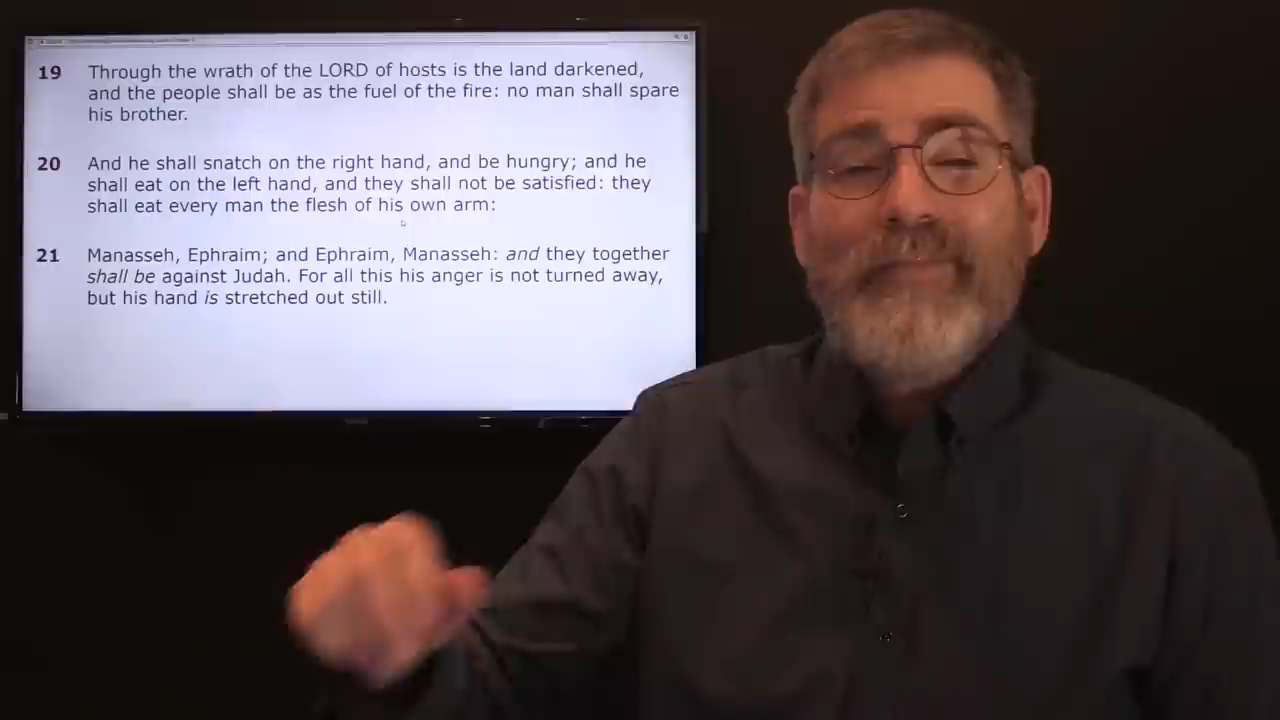 19 Through the wrath of the LORD of hosts is the land darkened,
and the people shall be as the fuel of the fire: no man shall spare
his brother.
20 And he shall snatch on the right hand, and be hungry; and he
shall eat on the left hand, and they shall not be satisfied: they
shall eat every man the flesh of his own arm:
21 Manasseh, Ephraim; and Ephraim, Manasseh: and they together
shall be against Judah. For all this his anger is not turned away,
but his hand is stretched out still.